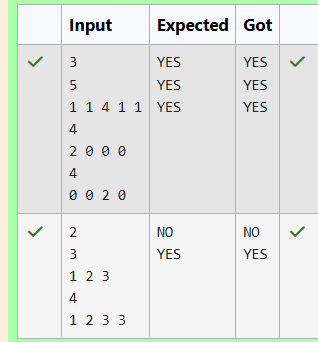 Input Expected Got
3 YES YES
5 YES YES
1 1 4 1 1 YES YES
4
2 0 0 0
4
0 0 2 0
2 NO NO
3 YES YES
1 2 3
4
1 2 3 3